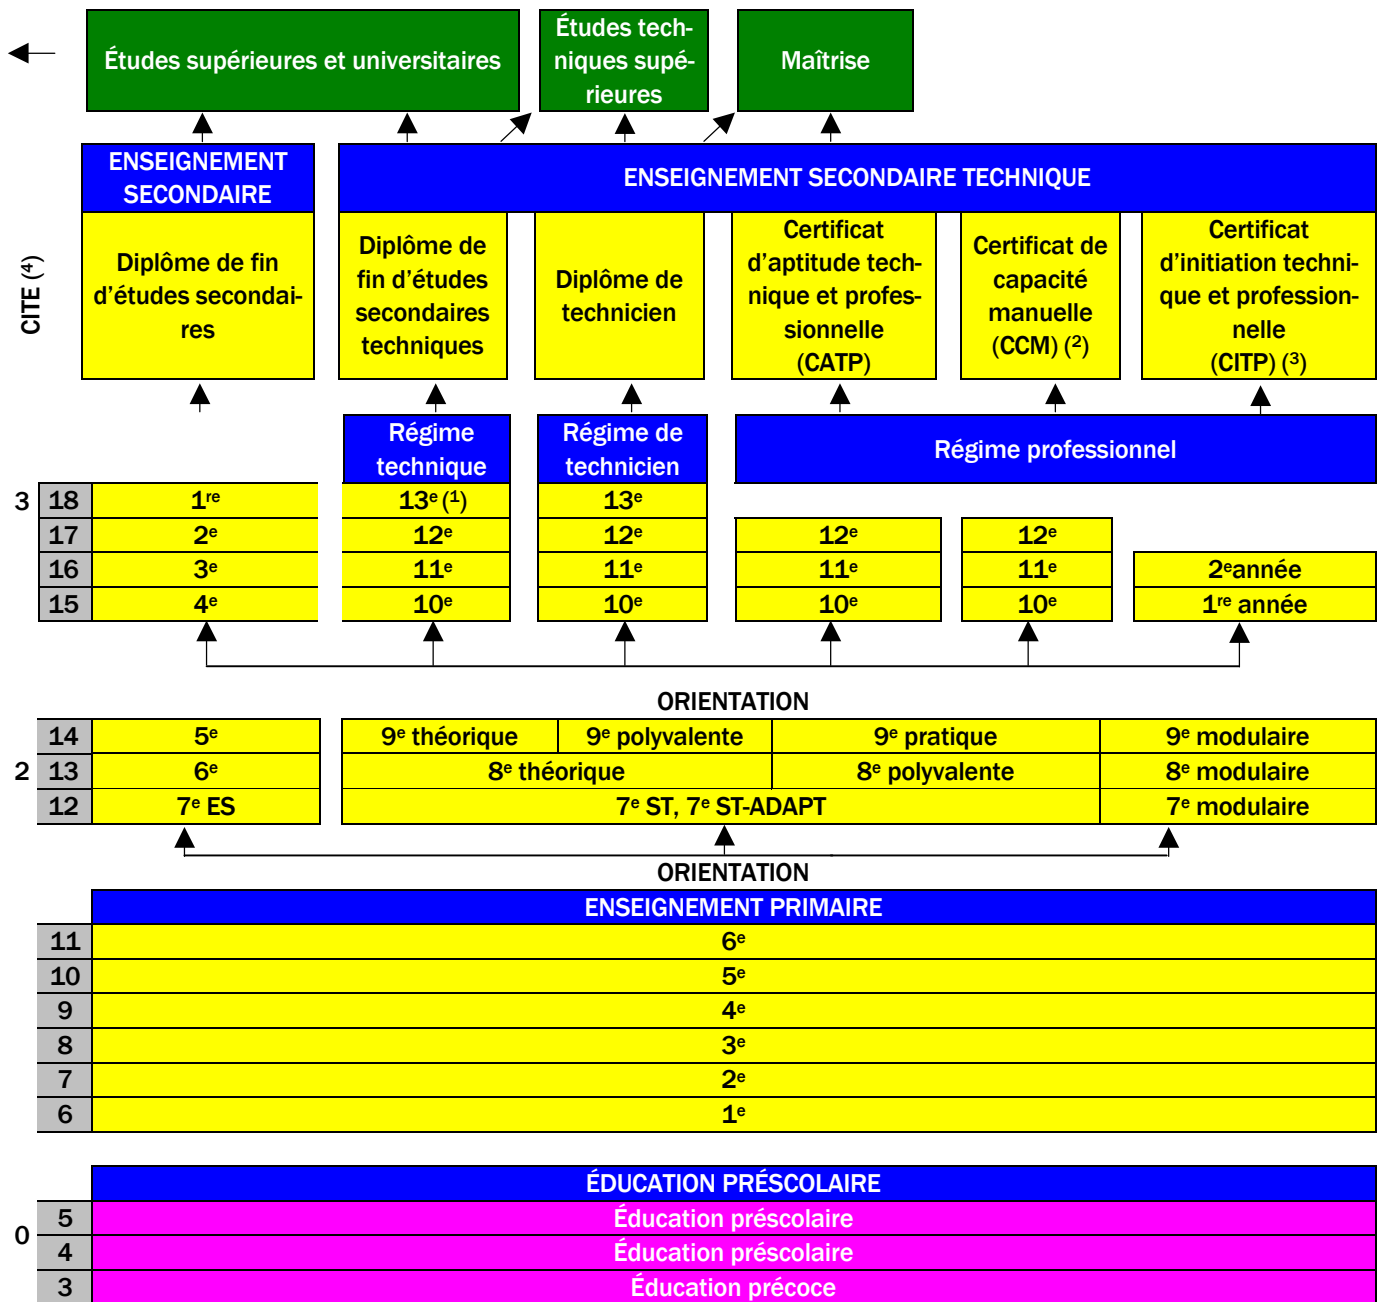 Études supérieures et universitaires
Études tech-
niques supé-
rieures
Maîtrise
ENSEIGNEMENT
SECONDAIRE
ENSEIGNEMENT SECONDAIRE TECHNIQUE
CITE (⁴)
Diplôme de fin
d’études secondai-
res
Diplôme de
fin d’études
secondaires
techniques
Diplôme de
technicien
Certificat
d’aptitude tech-
nique et profes-
sionnelle
(CATP)
Certificat de
capacité
manuelle
(CCM) (²)
Certificat
d’initiation techni-
que et profession-
nelle
(CITP) (³)
Régime
technique
Régime de
technicien
Régime professionnel
3 18 1ʳᵉ 13ᵉ (¹) 13ᵉ
17 2ᵉ 12ᵉ 12ᵉ 12ᵉ 12ᵉ
16 3ᵉ 11ᵉ 11ᵉ 11ᵉ 11ᵉ 2ᵉannée
15 4ᵉ 10ᵉ 10ᵉ 10ᵉ 10ᵉ 1ʳᵉ année
ORIENTATION
14 5ᵉ 9ᵉ théorique 9ᵉ polyvalente 9ᵉ pratique 9ᵉ modulaire
2 13 6ᵉ 8ᵉ théorique 8ᵉ polyvalente 8ᵉ modulaire
12 7ᵉ ES 7ᵉ ST, 7ᵉ ST-ADAPT 7ᵉ modulaire
ORIENTATION
ENSEIGNEMENT PRIMAIRE
11 6ᵉ
10 5ᵉ
9 4ᵉ
8 3ᵉ
7 2ᵉ
6 1ᵉ
ÉDUCATION PRÉSCOLAIRE
0
5 Éducation préscolaire
4 Éducation préscolaire
3 Éducation précoce